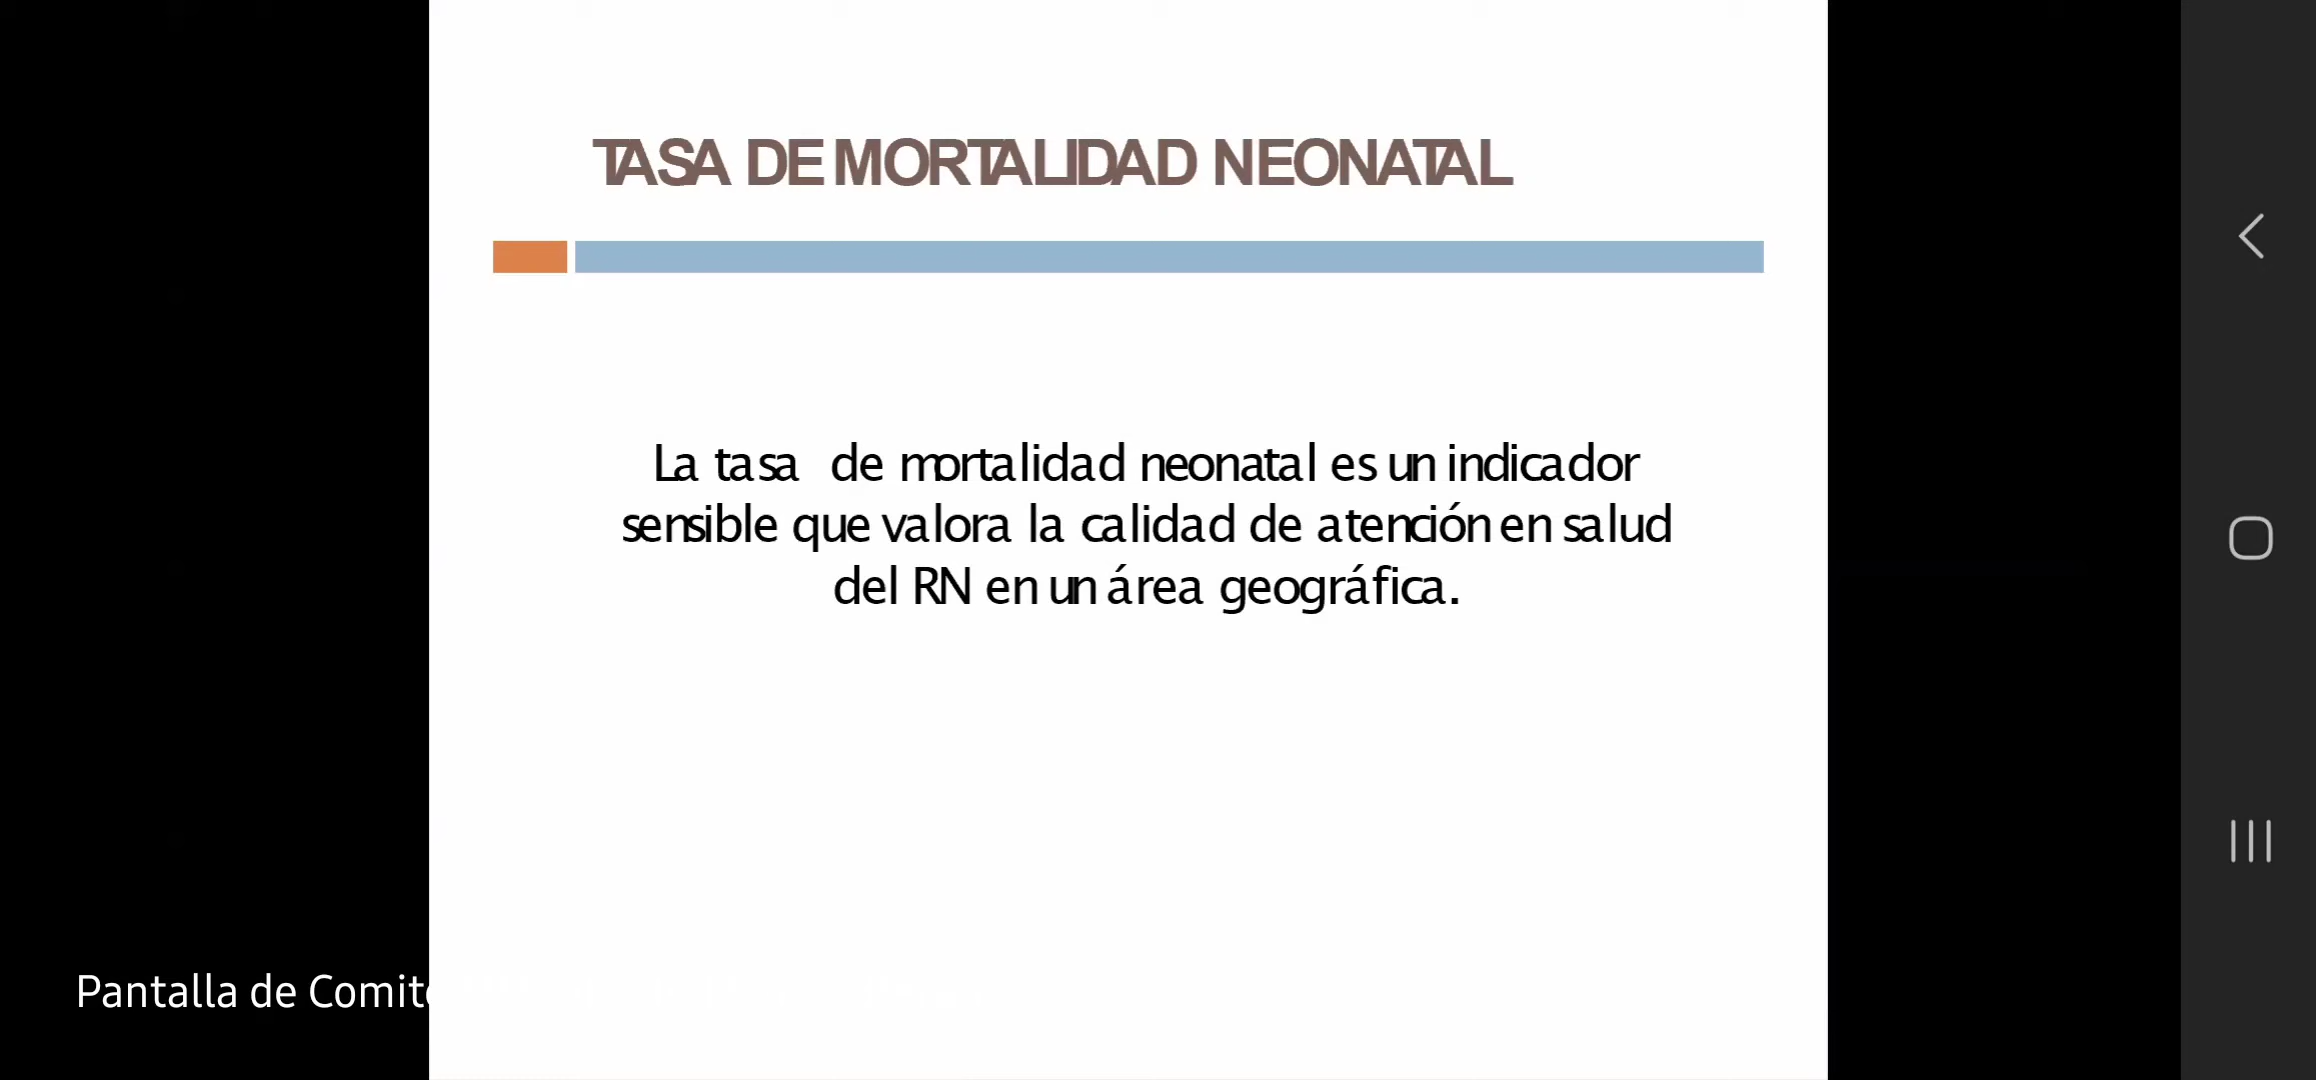 TASA DE MORTALIDAD NEONATAL
La tasa de mortalidad neonatal es un indicador
sensible que valora la calidad de atención en salud
del RN en un área geográfica.
Pantalla de